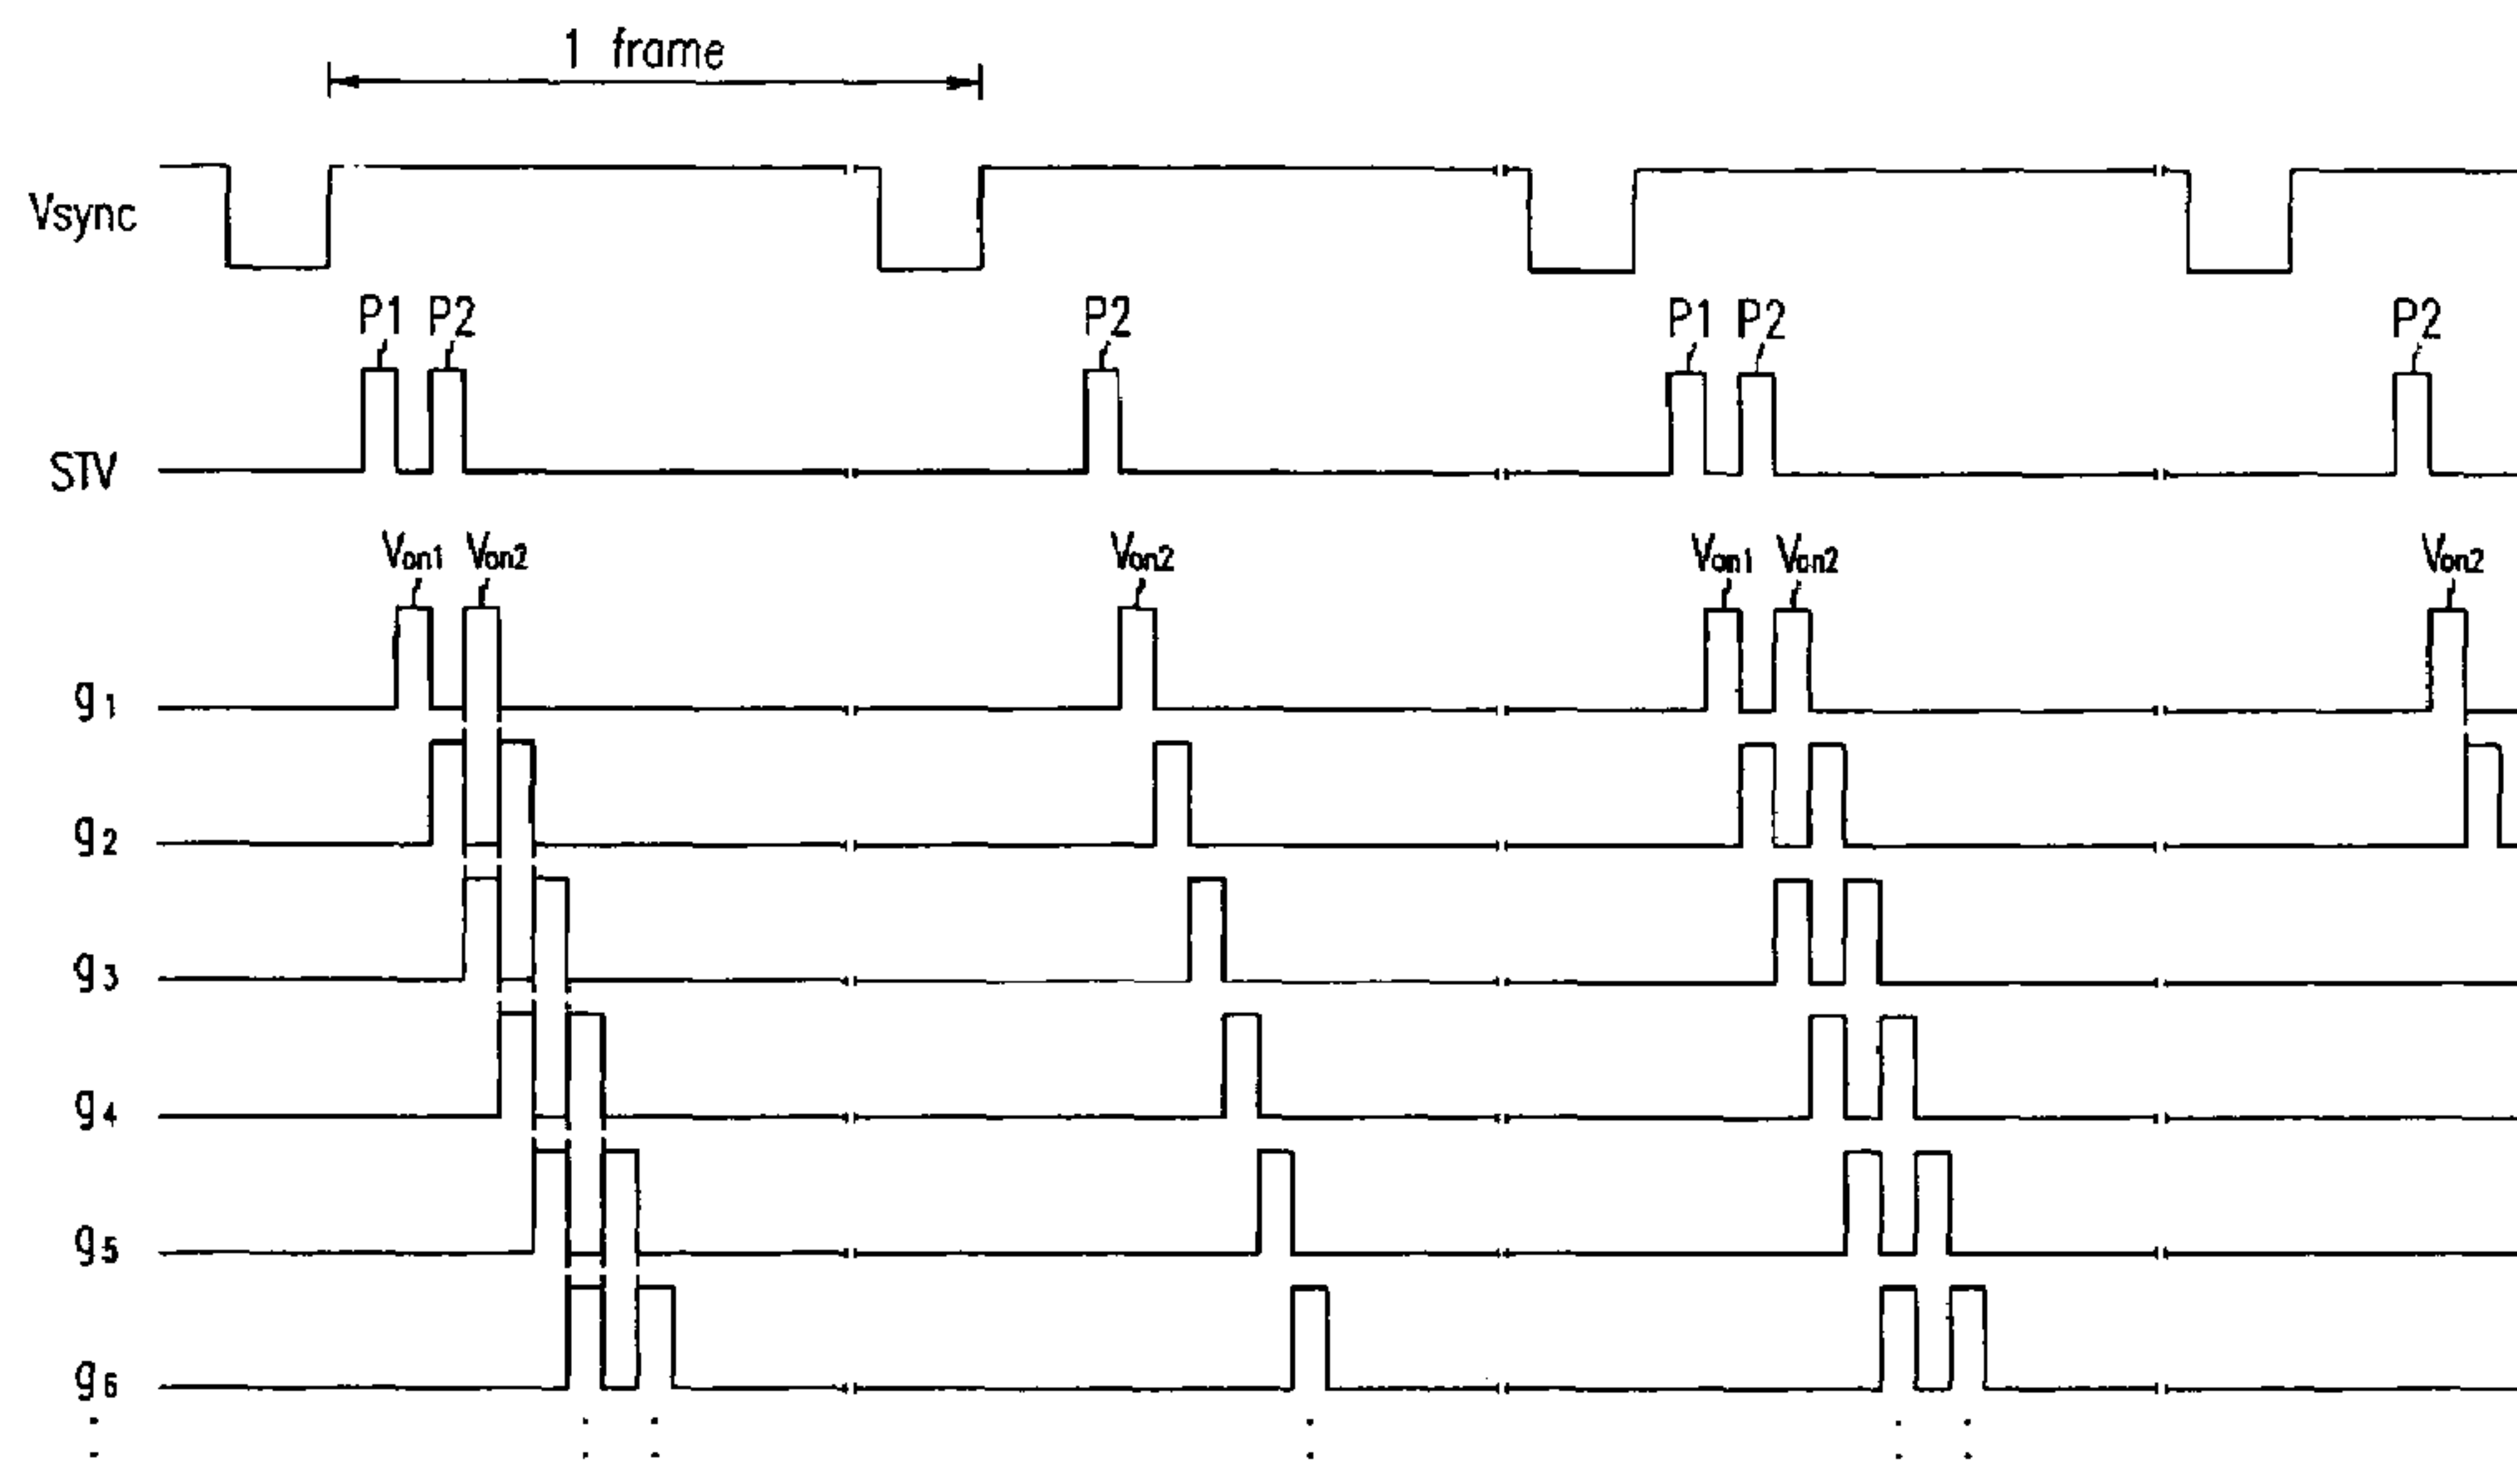 1 frame
Vsync
P1 P2 P2 P1 P2 P2
STV
Von1 Von2 Von2 Von1 Von2 Von2
g1
g2
g3
g4
g5
g6